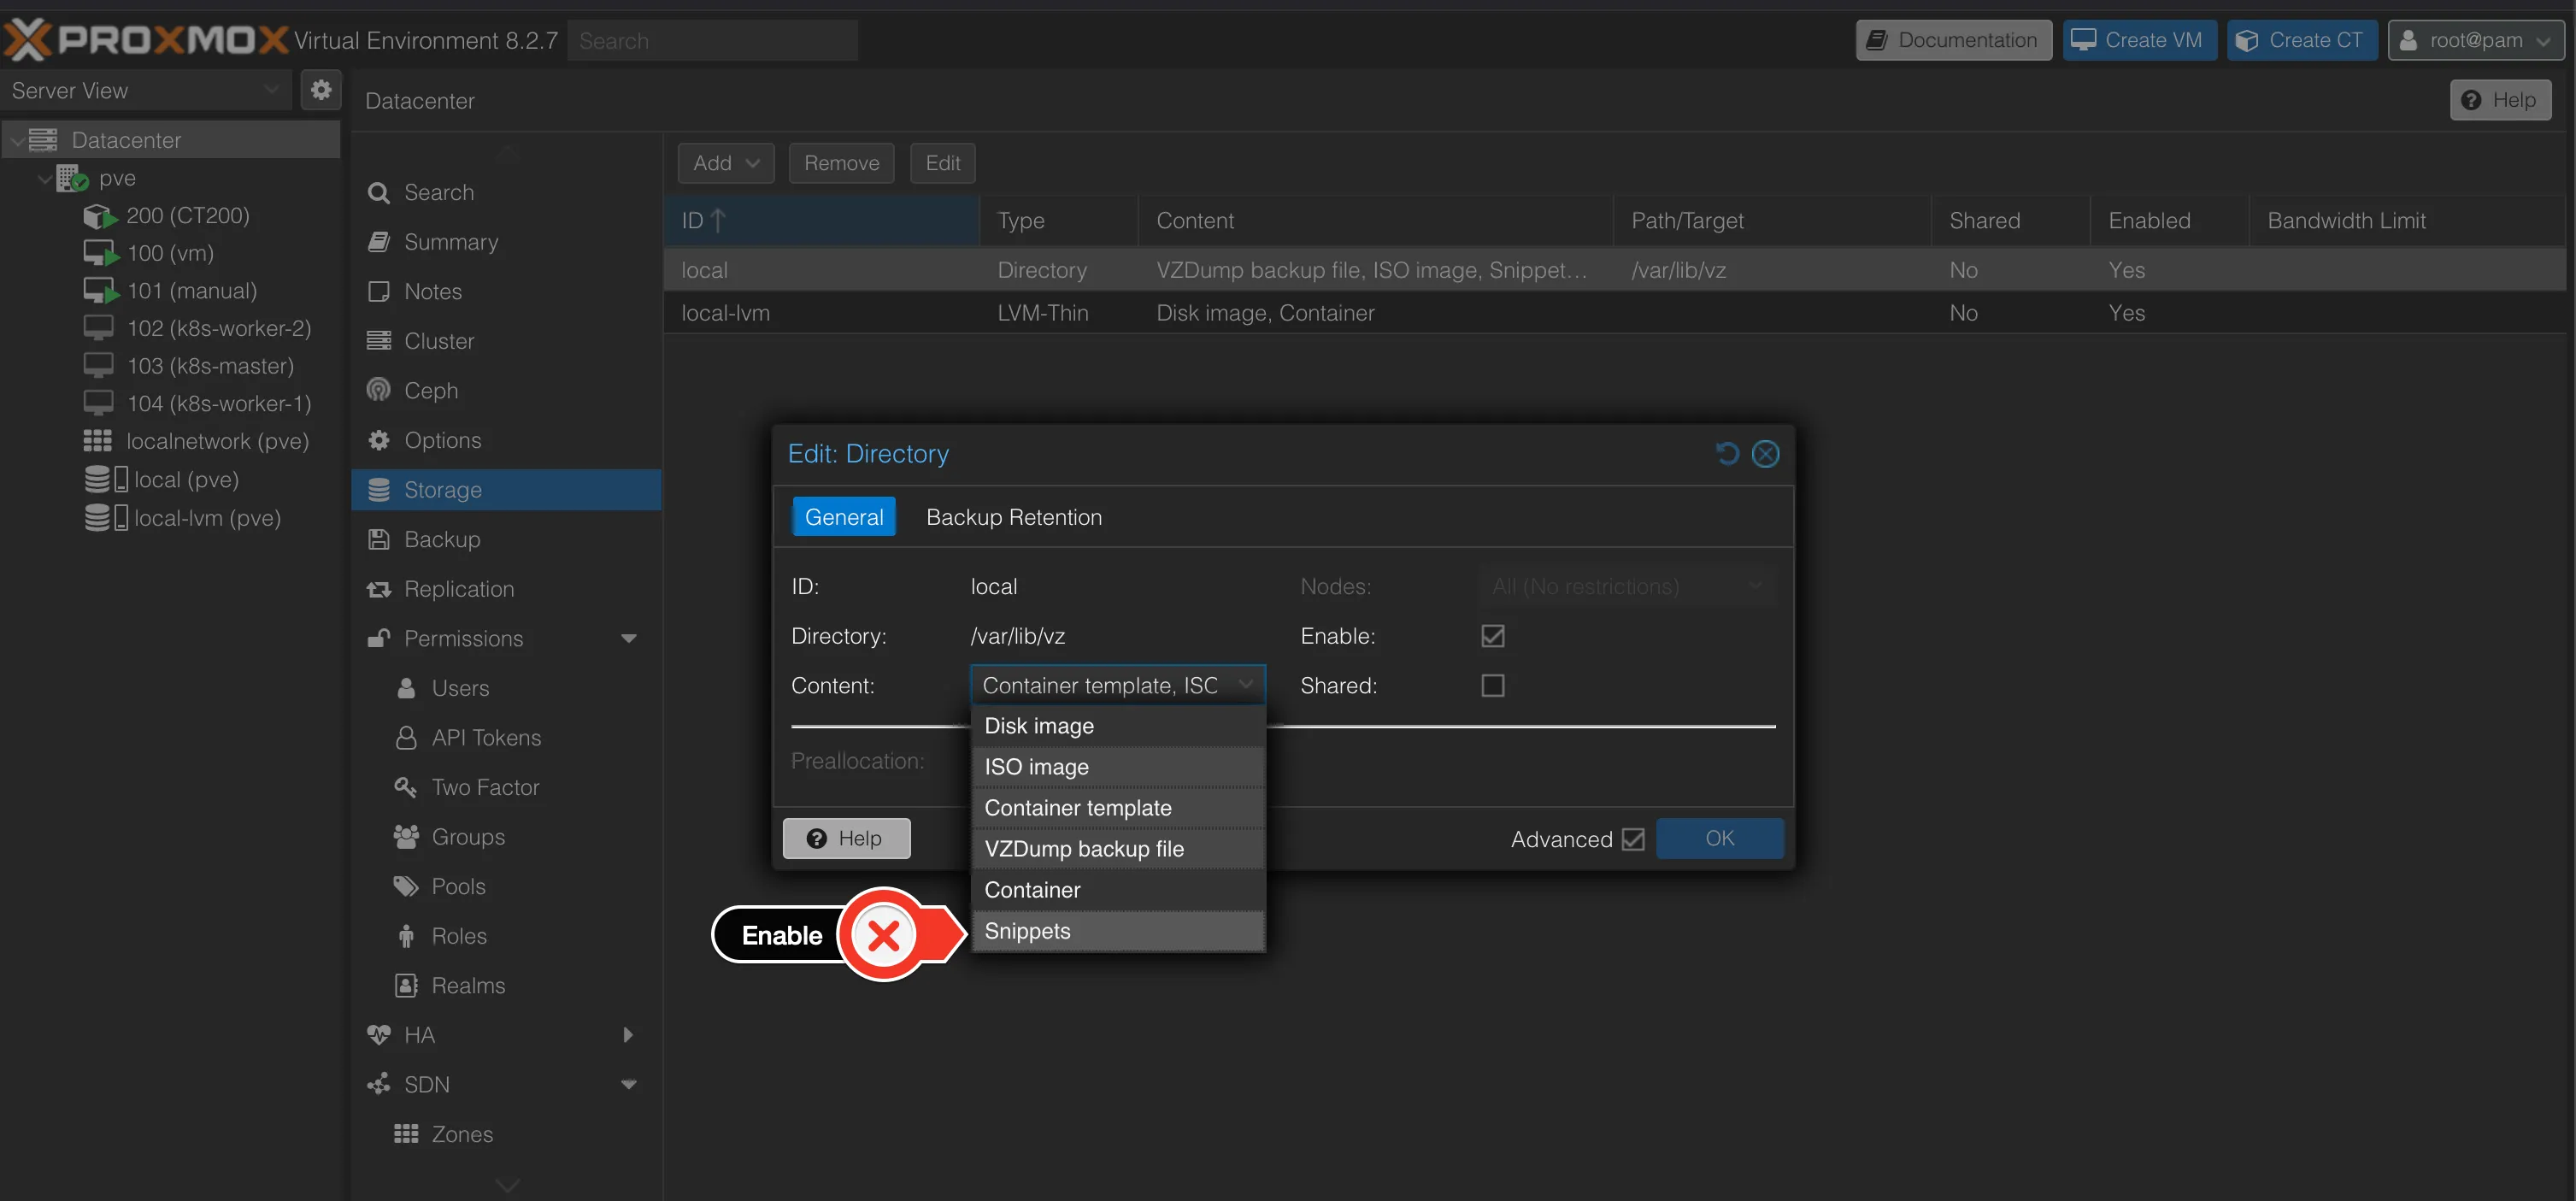 PROXMOX Virtual Environment 8.2.7 Search Documentation Create VM Create CT root@pam
Server View
Datacenter
pve
200 (CT200)
100 (vm)
101 (manual)
102 (k8s-worker-2)
103 (k8s-master)
104 (k8s-worker-1)
localnetwork (pve)
local (pve)
local-lvm (pve)
Datacenter Help
Search
Summary
Notes
Cluster
Ceph
Options
Storage
Backup
Replication
Permissions
Users
API Tokens
Two Factor
Groups
Pools
Roles
Realms
HA
SDN
Zones
Add Remove Edit
ID Type Content Path/Target Shared Enabled Bandwidth Limit
local Directory VZDump backup file, ISO image, Snippet... /var/lib/vz No Yes
local-lvm LVM-Thin Disk image, Container No Yes
Edit: Directory
General Backup Retention
ID: local Nodes: All (No restrictions)
Directory: /var/lib/vz Enable:
Content: Container template, ISO Shared:
Disk image
ISO image
Preallocation:
Container template
VZDump backup file
Container
Snippets
Help Advanced OK
Enable